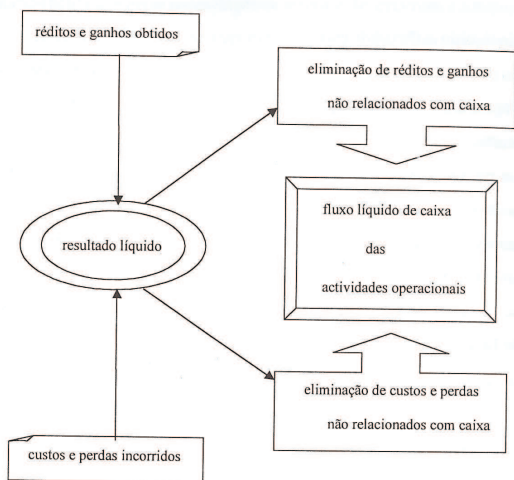 réditos e ganhos obtidos
eliminação de réditos e ganhos
não relacionados com caixa
fluxo líquido de caixa
das
actividades operacionais
resultado líquido
eliminação de custos e perdas
não relacionados com caixa
custos e perdas incorridos